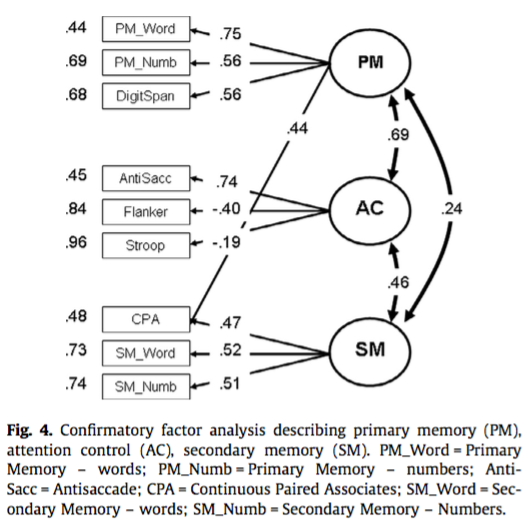 .44 PM_Word .75
.69 PM_Numb .56 PM
.68 DigitSpan .56
.44
.69
.45 AntiSacc .74
.84 Flanker -.40 AC .24
.96 Stroop -.19
.46
.48 CPA .47
.73 SM_Word .52 SM
.74 SM_Numb .51
Fig. 4. Confirmatory factor analysis describing primary memory (PM),
attention control (AC), secondary memory (SM). PM_Word = Primary
Memory – words; PM_Numb = Primary Memory – numbers; Anti-
Sacc = Antisaccade; CPA = Continuous Paired Associates; SM_Word = Sec-
ondary Memory – words; SM_Numb = Secondary Memory – Numbers.